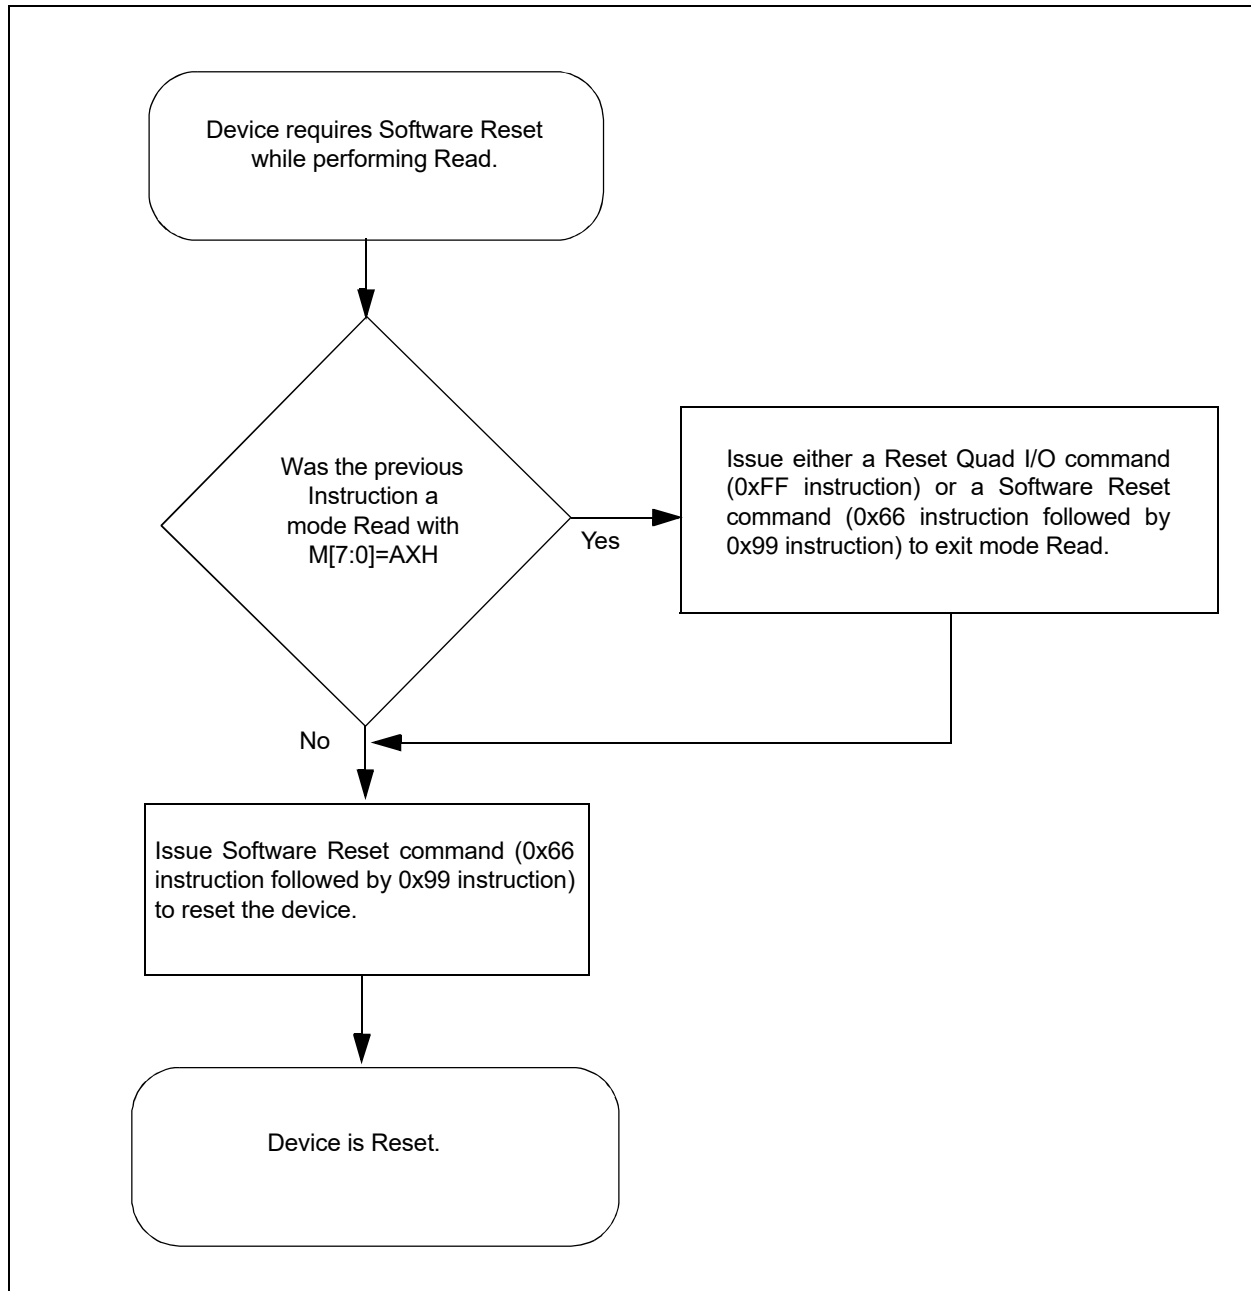 Device requires Software Reset
while performing Read.
Was the previous
Instruction a
mode Read with
M[7:0]=AXH
Yes
Issue either a Reset Quad I/O command
(0xFF instruction) or a Software Reset
command (0x66 instruction followed by
0x99 instruction) to exit mode Read.
No
Issue Software Reset command (0x66
instruction followed by 0x99 instruction)
to reset the device.
Device is Reset.